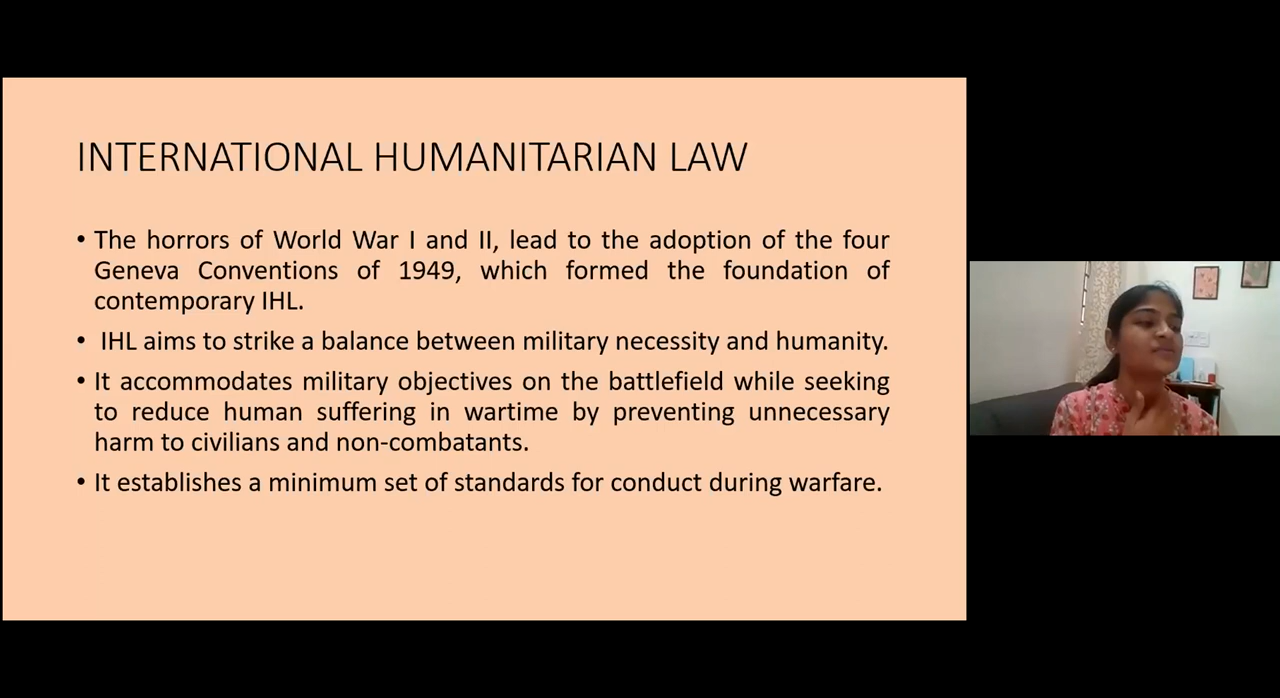 INTERNATIONAL HUMANITARIAN LAW
• The horrors of World War I and II, lead to the adoption of the four
Geneva Conventions of 1949, which formed the foundation of
contemporary IHL.
• IHL aims to strike a balance between military necessity and humanity.
• It accommodates military objectives on the battlefield while seeking
to reduce human suffering in wartime by preventing unnecessary
harm to civilians and non-combatants.
• It establishes a minimum set of standards for conduct during warfare.